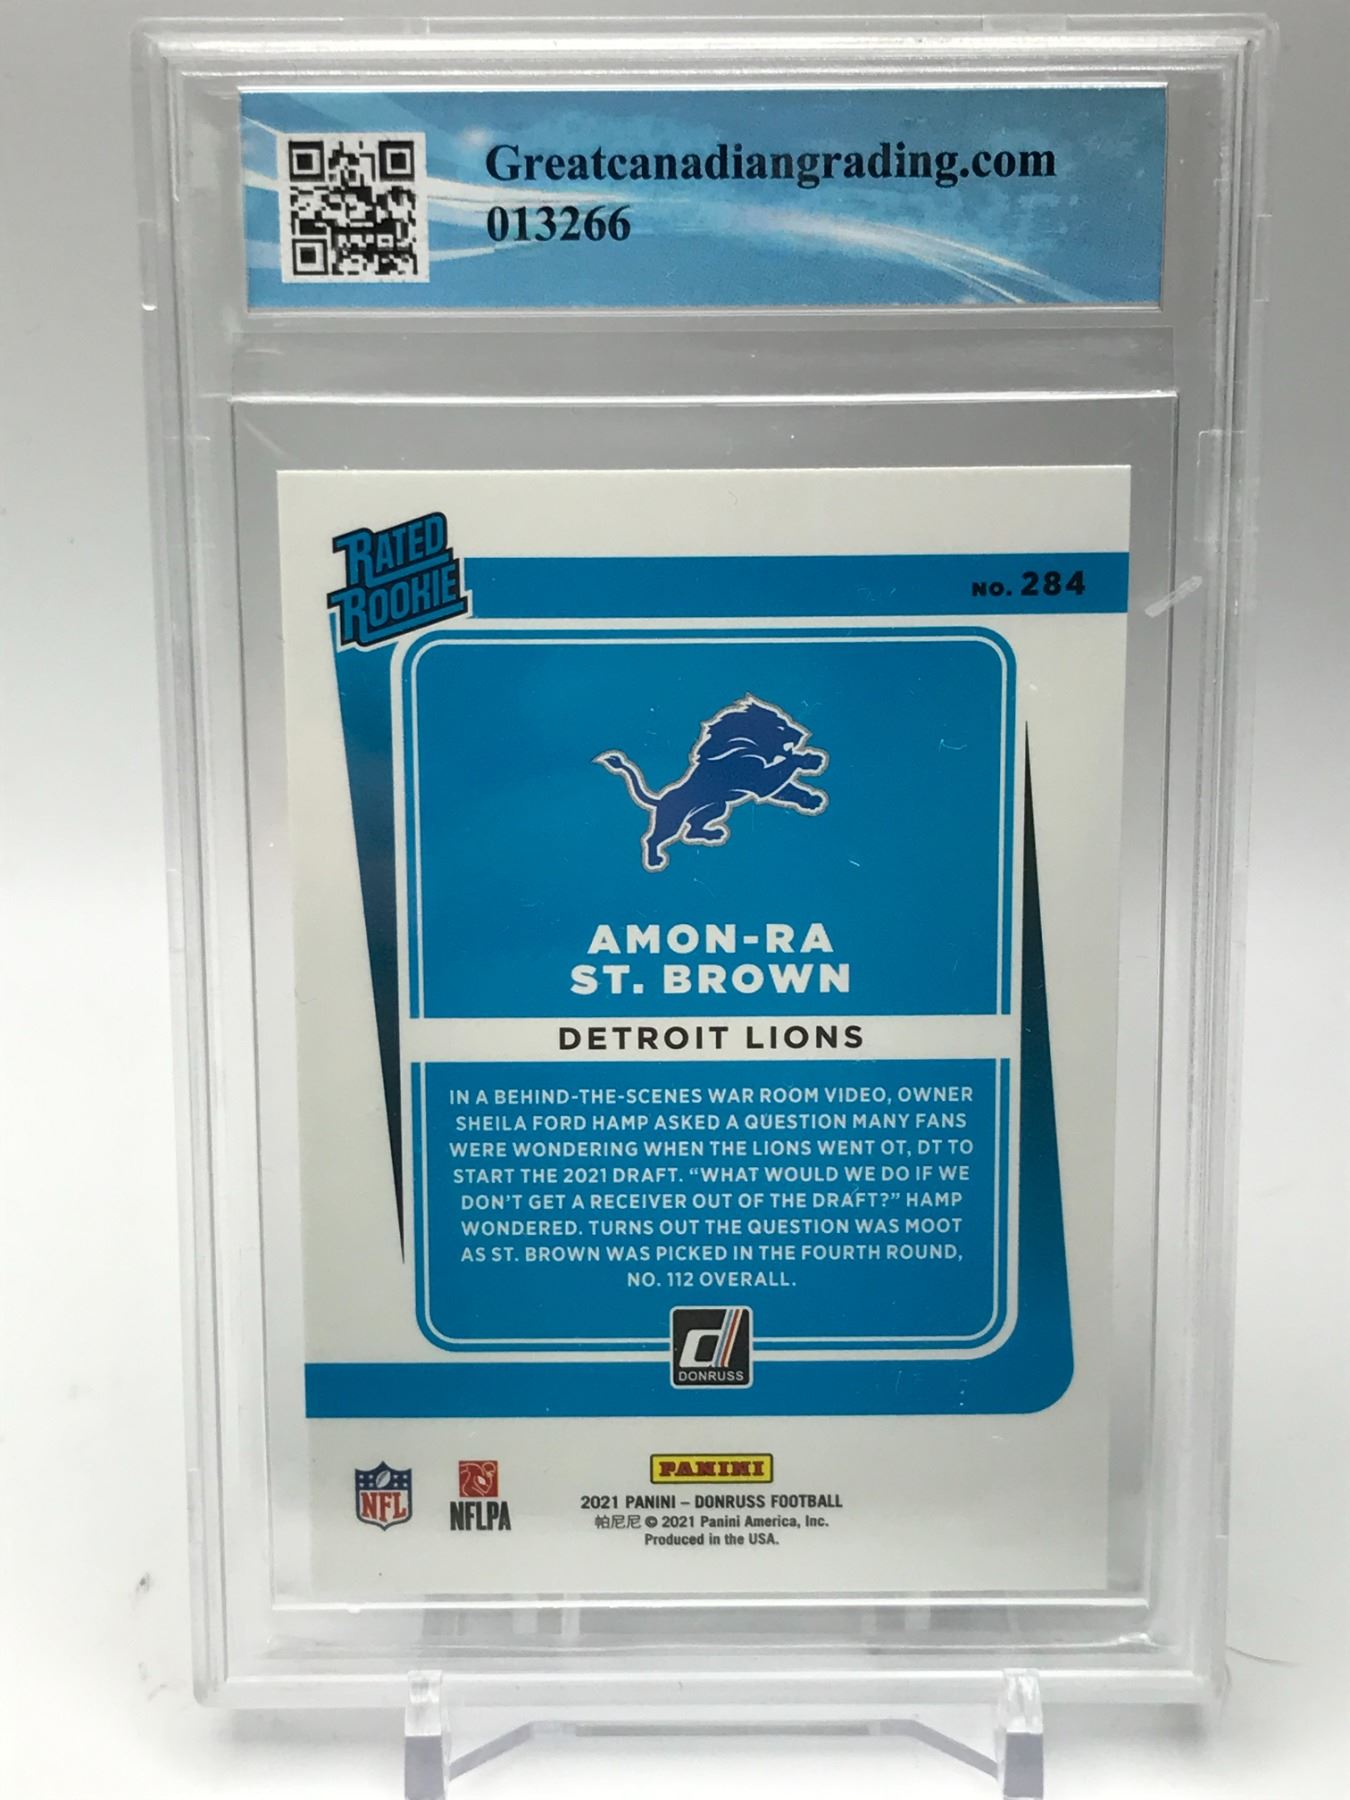 Greatcanadiangrading.com
013266
RATED
ROOKIE
NO. 284
AMON-RA
ST. BROWN
DETROIT LIONS
IN A BEHIND-THE-SCENES WAR ROOM VIDEO, OWNER
SHEILA FORD HAMP ASKED A QUESTION MANY FANS
WERE WONDERING WHEN THE LIONS WENT OT, DT TO
START THE 2021 DRAFT. “WHAT WOULD WE DO IF WE
DON’T GET A RECEIVER OUT OF THE DRAFT?” HAMP
WONDERED. TURNS OUT THE QUESTION WAS MOOT
AS ST. BROWN WAS PICKED IN THE FOURTH ROUND,
NO. 112 OVERALL.
d
DONRUSS
PANINI
NFL
NFLPA
2021 PANINI – DONRUSS FOOTBALL
帕尼尼 © 2021 Panini America, Inc.
Produced in the USA.